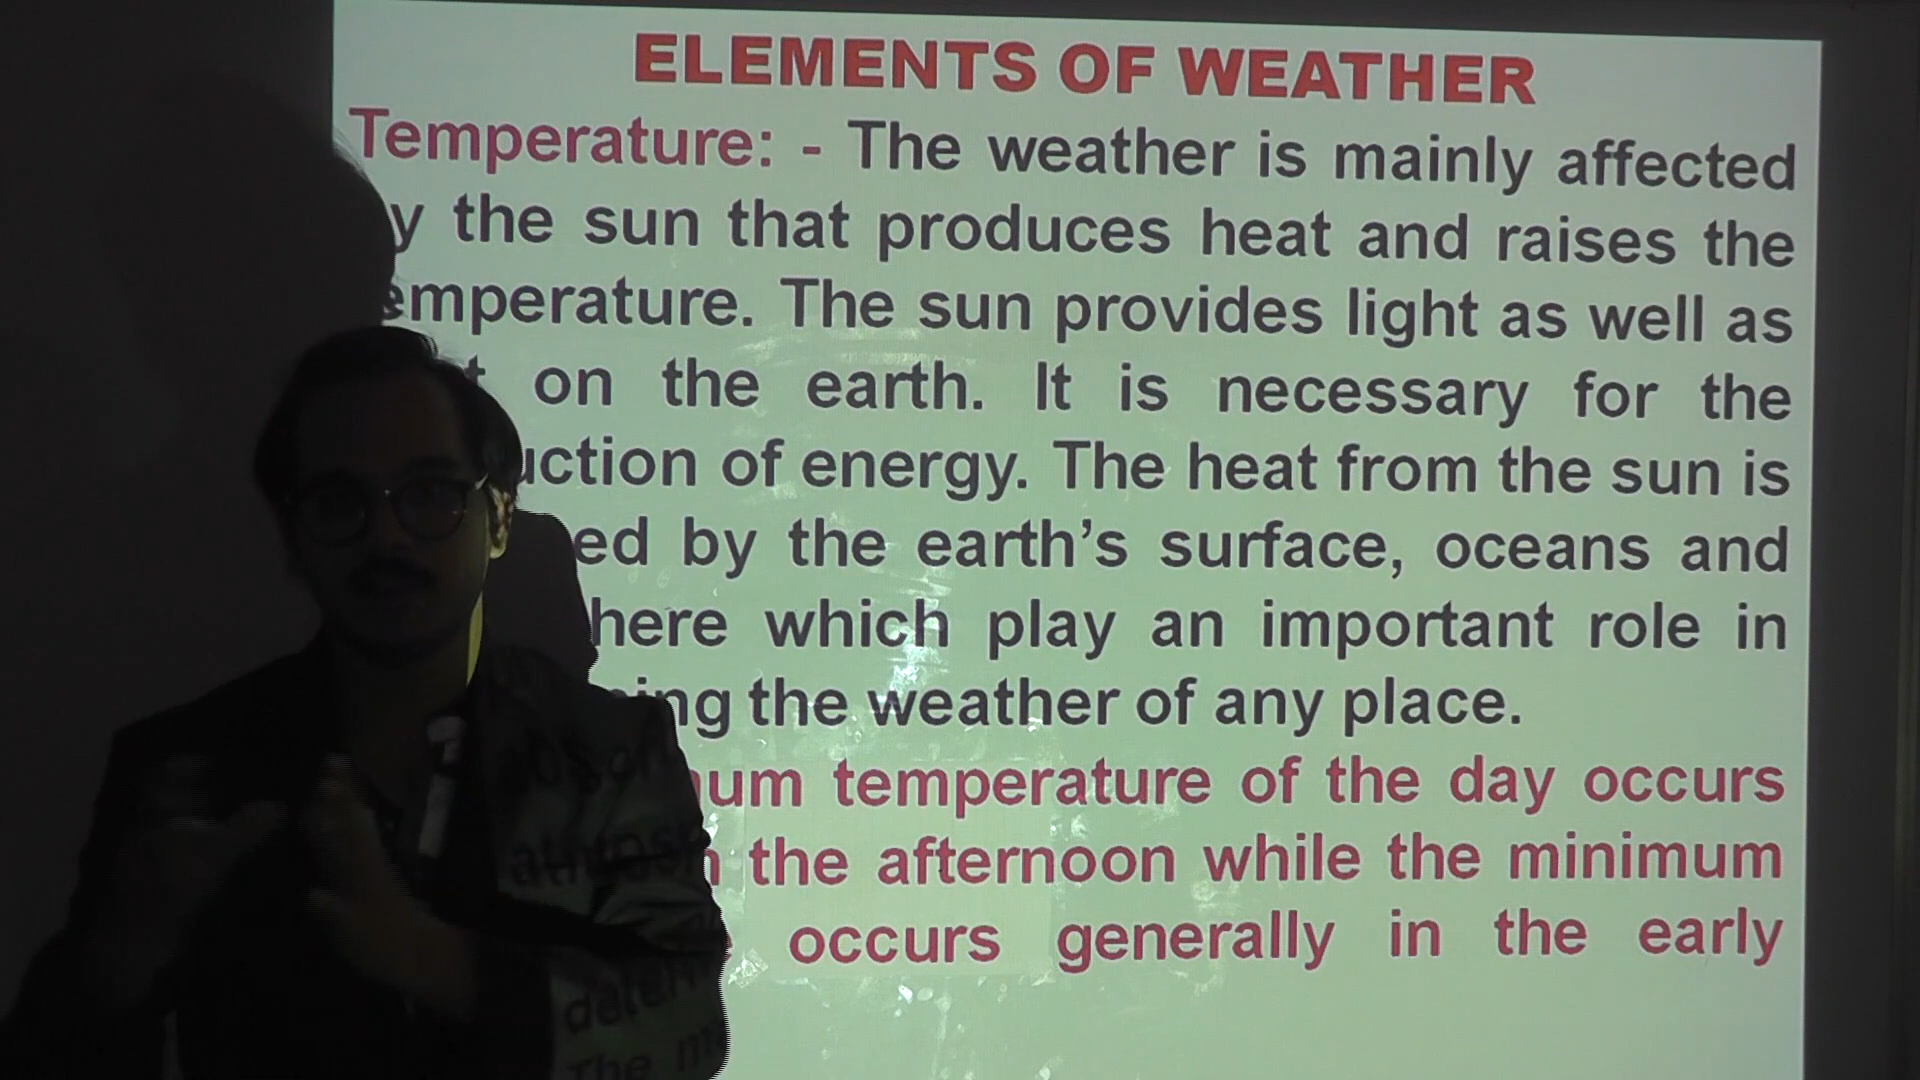 ELEMENTS OF WEATHER
Temperature: - The weather is mainly affected
y the sun that produces heat and raises the
emperature. The sun provides light as well as
t on the earth. It is necessary for the
uction of energy. The heat from the sun is
ed by the earth's surface, oceans and
here which play an important role in
ing the weather of any place.
um temperature of the day occurs
n the afternoon while the minimum
occurs generally in the early